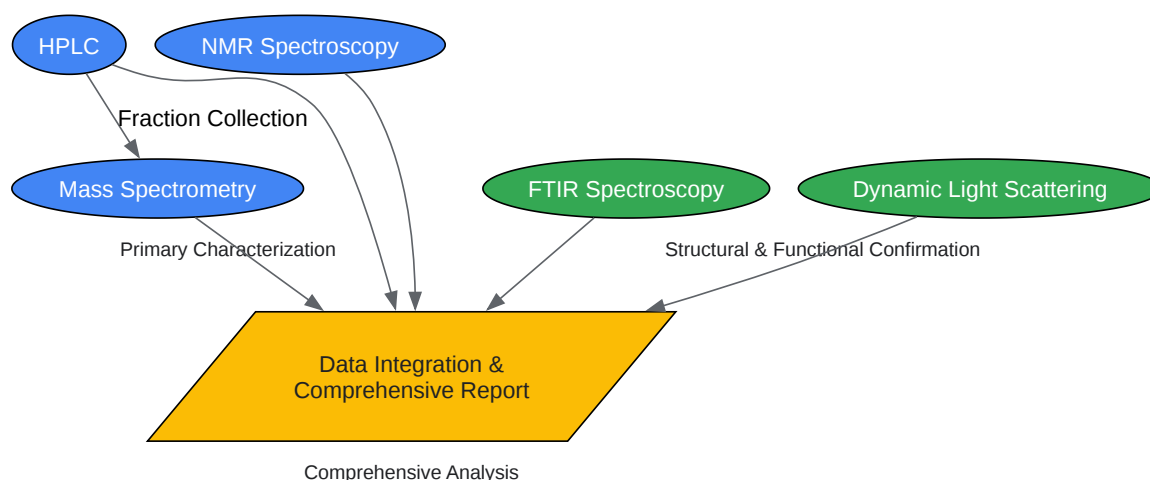 HPLC
NMR Spectroscopy
Fraction Collection
Mass Spectrometry
FTIR Spectroscopy
Dynamic Light Scattering
Primary Characterization
Structural & Functional Confirmation
Data Integration &
Comprehensive Report
Comprehensive Analysis